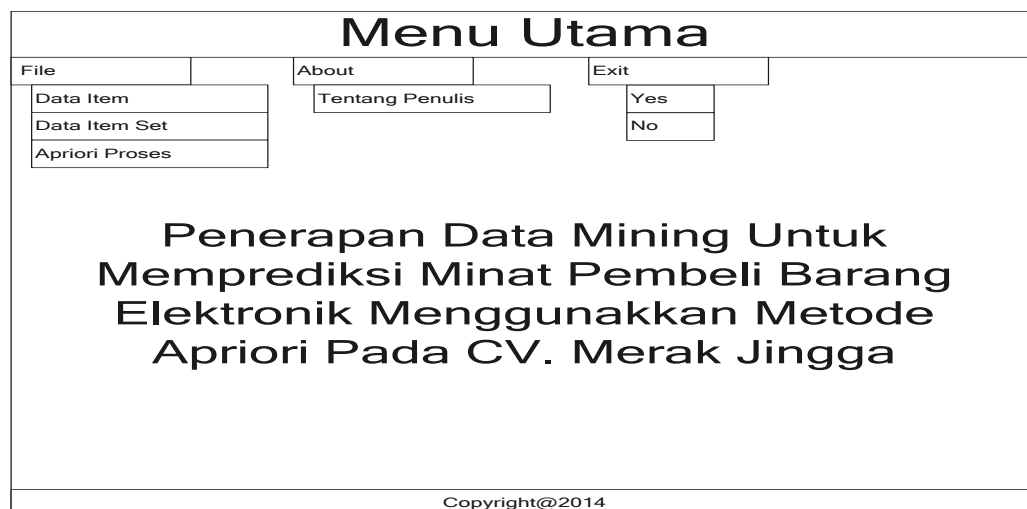 Menu Utama
File About Exit
Data Item Tentang Penulis Yes
Data Item Set No
Apriori Proses
Penerapan Data Mining Untuk
Memprediksi Minat Pembeli Barang
Elektronik Menggunakkan Metode
Apriori Pada CV. Merak Jingga
Copyright@2014